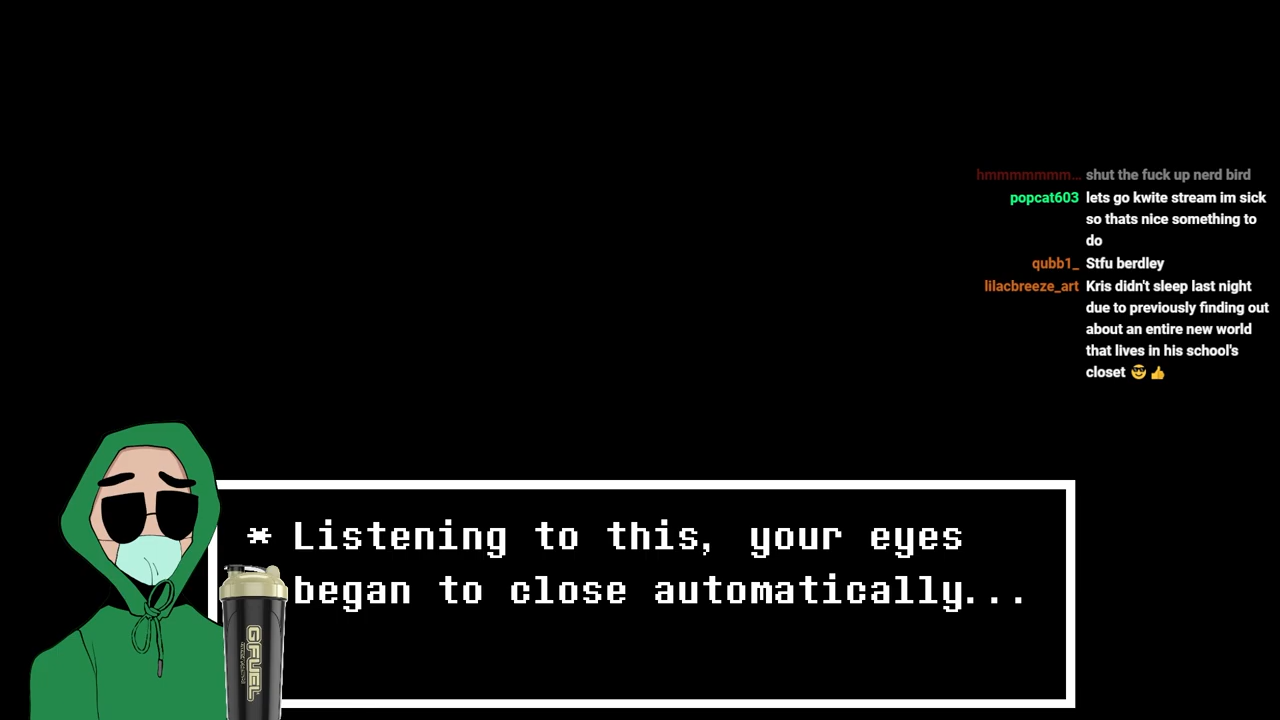 hmmmmmmm… shut the fuck up nerd bird
popcat603 lets go kwite stream im sick
so thats nice something to
do
qubb1_ Stfu berdley
lilacbreeze_art Kris didn't sleep last night
due to previously finding out
about an entire new world
that lives in his school's
closet 😎 👍
* Listening to this, your eyes
began to close automatically...
GFUEL